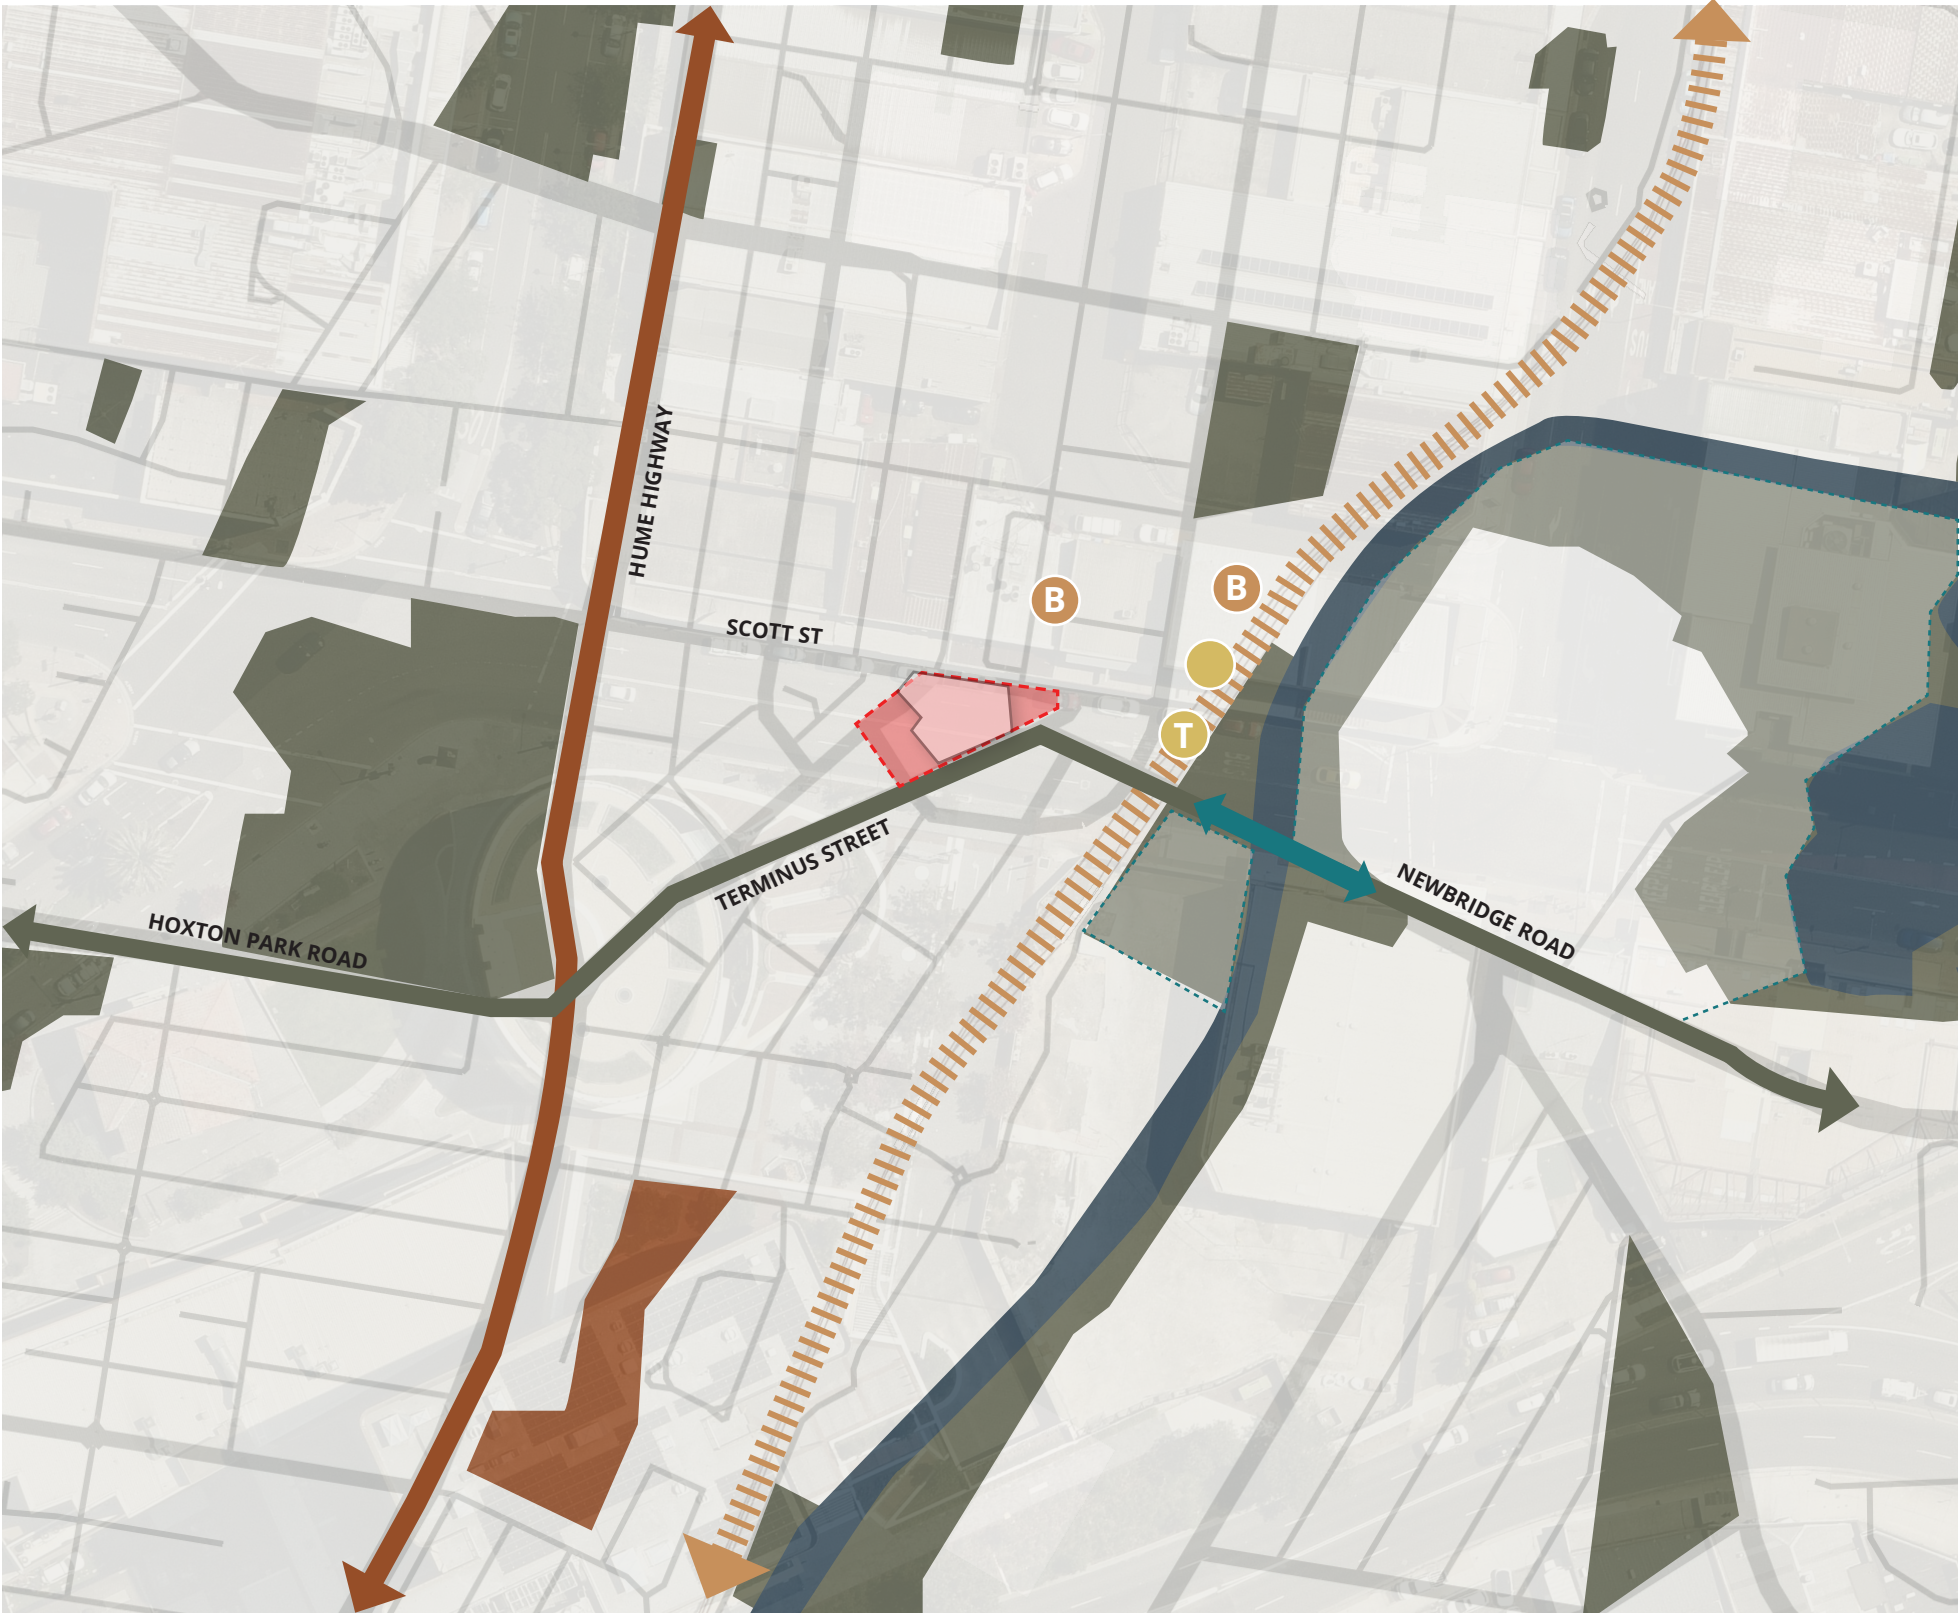 HUME HIGHWAY
B
B
SCOTT ST
T
TERMINUS STREET
NEWBRIDGE ROAD
HOXTON PARK ROAD